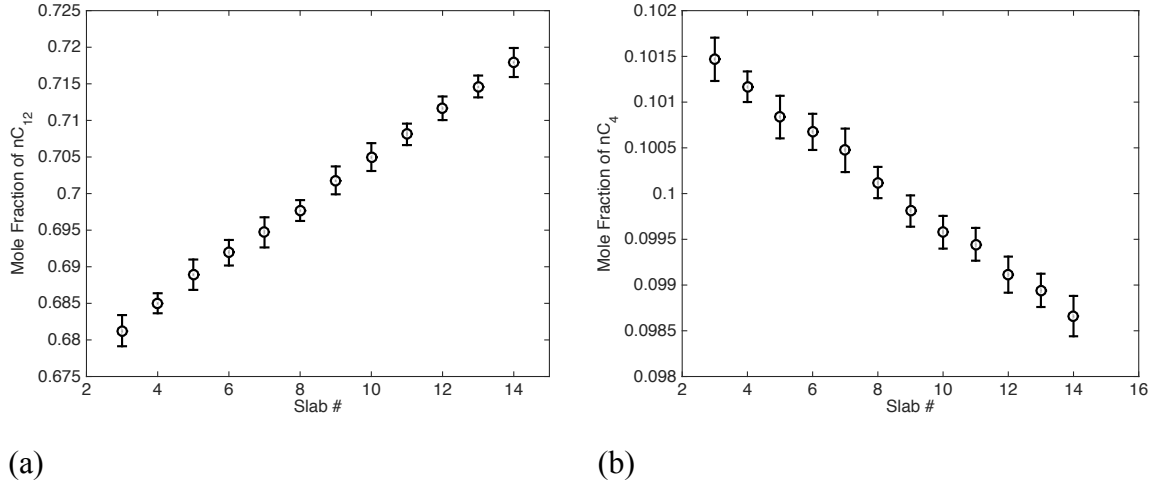 0.725
0.72
0.715
0.71
0.705
0.7
0.695
0.69
0.685
0.68
0.675
Mole Fraction of nC12
2 4 6 8 10 12 14
Slab #
(a)
0.102
0.1015
0.101
0.1005
0.1
0.0995
0.099
0.0985
0.098
Mole Fraction of nC4
2 4 6 8 10 12 14 16
Slab #
(b)